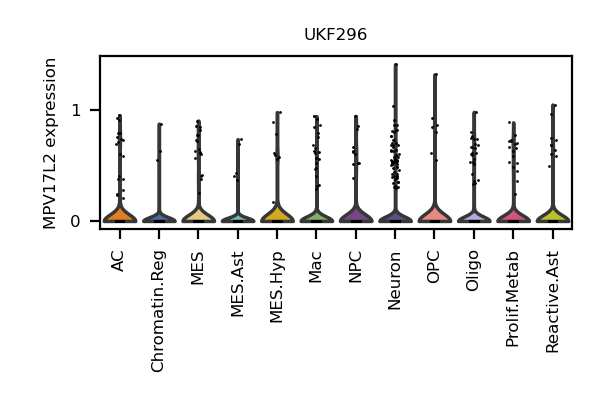 UKF296
MPV17L2 expression
1
0
AC
Chromatin.Reg
MES
MES.Ast
MES.Hyp
Mac
NPC
Neuron
OPC
Oligo
Prolif.Metab
Reactive.Ast